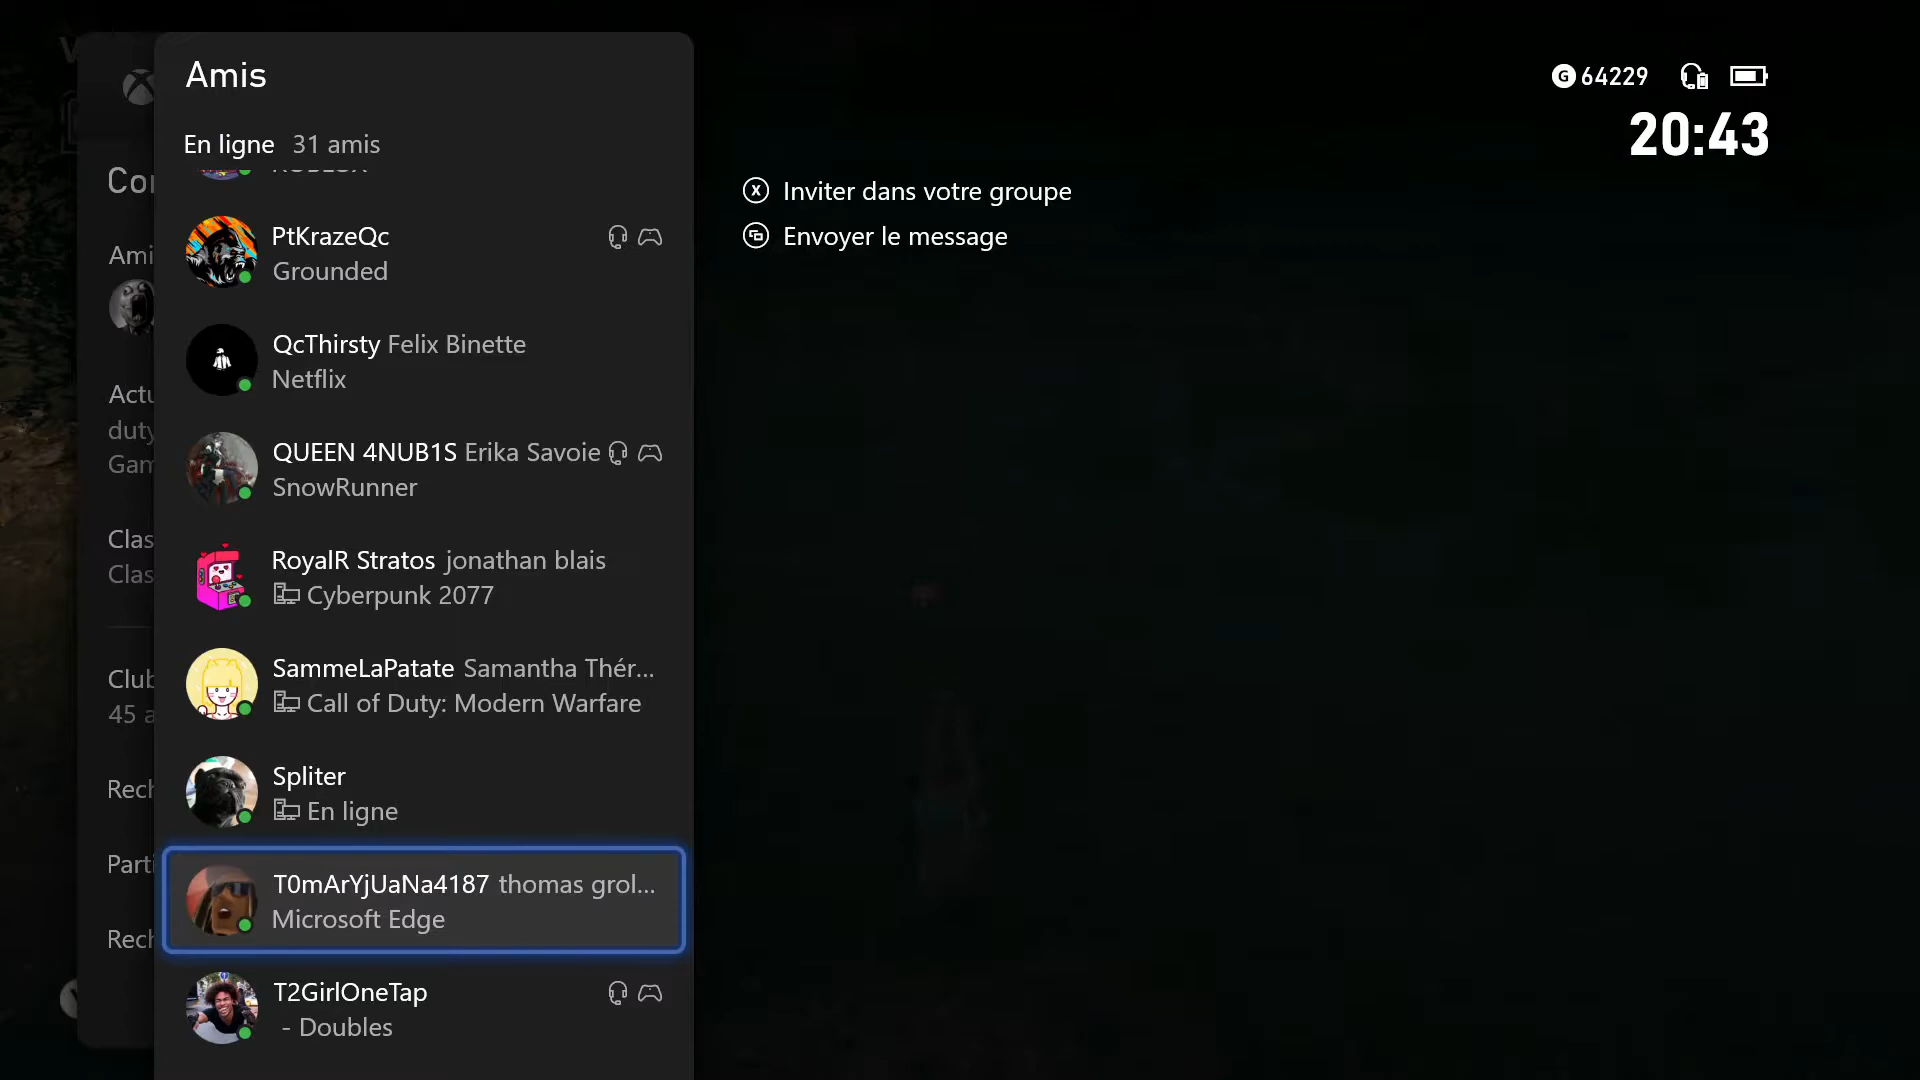 Amis
G 64229
20:43
En ligne 31 amis
X Inviter dans votre groupe
Envoyer le message
PtKrazeQc
Grounded
QcThirsty Felix Binette
Netflix
QUEEN 4NUB1S Erika Savoie
SnowRunner
RoyalR Stratos jonathan blais
Cyberpunk 2077
SammeLaPatate Samantha Thér...
Call of Duty: Modern Warfare
Spliter
En ligne
T0mArYjUaNa4187 thomas grol...
Microsoft Edge
T2GirlOneTap
- Doubles
Ami
Actu
duty
Gam
Clas
Clas
Club
45 a
Rech
Parti
Rech